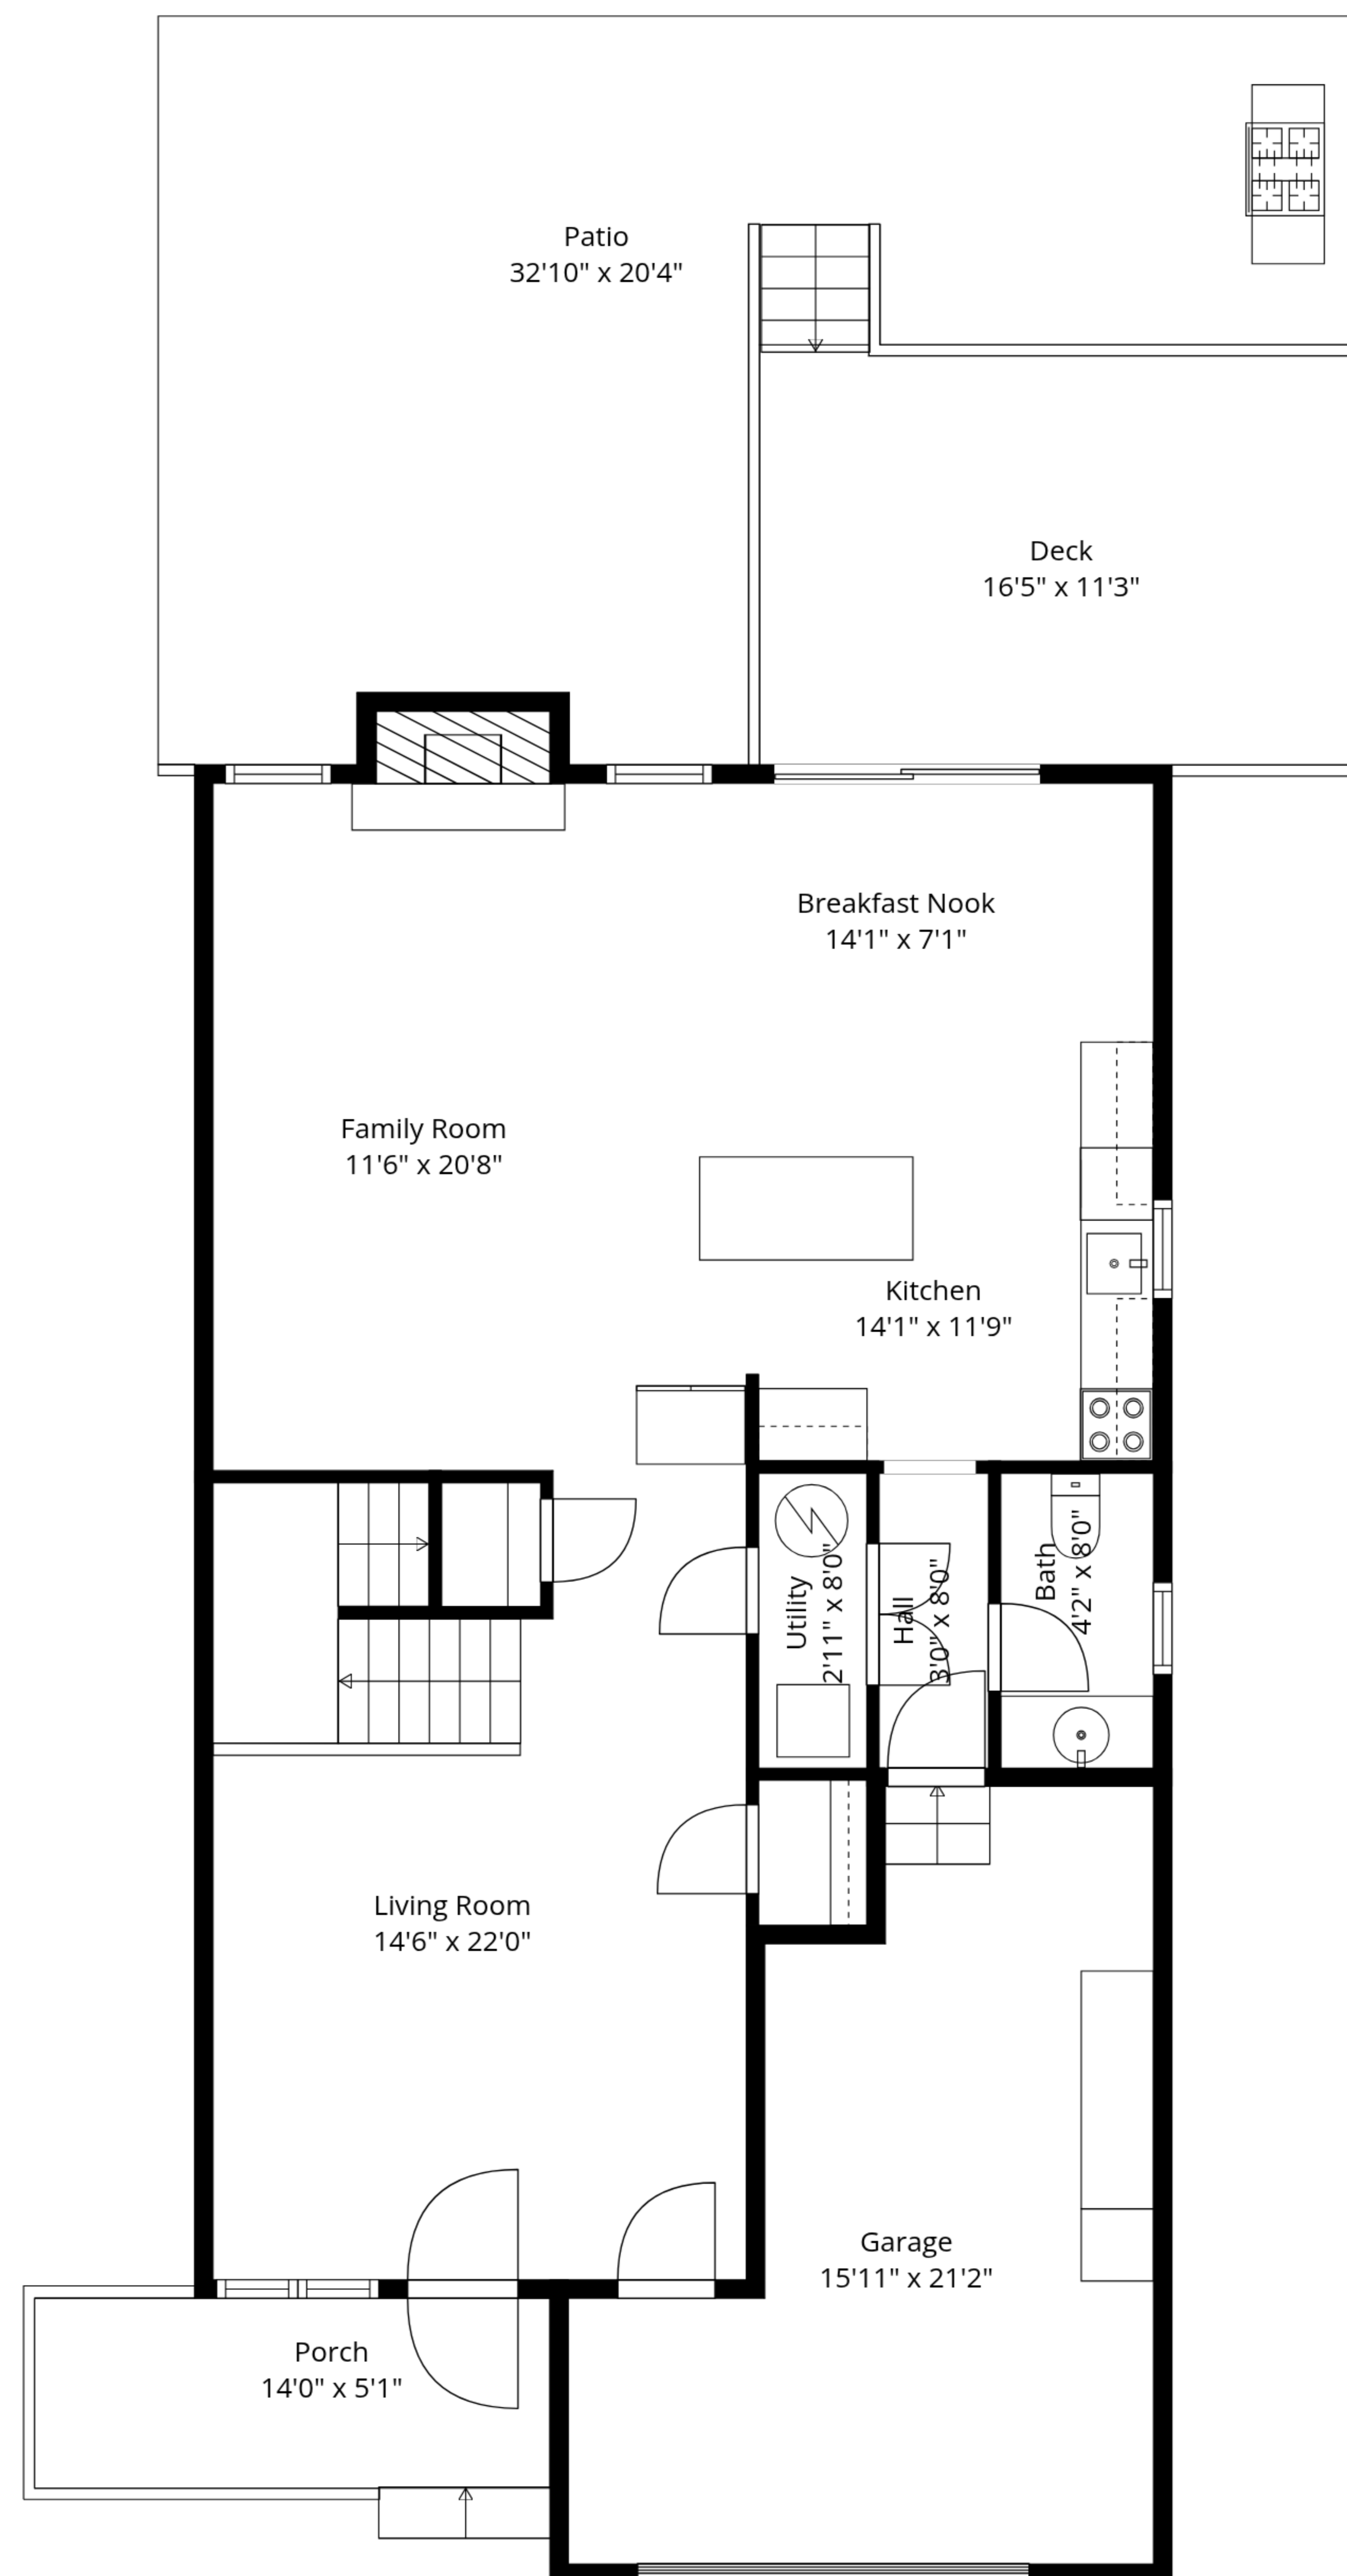 Patio
32'10" x 20'4"
Deck
16'5" x 11'3"
Breakfast Nook
14'1" x 7'1"
Family Room
11'6" x 20'8"
Kitchen
14'1" x 11'9"
Utility
2'11" x 8'0"
Hall
3'0" x 8'0"
Bath
4'2" x 8'0"
Living Room
14'6" x 22'0"
Garage
15'11" x 21'2"
Porch
14'0" x 5'1"